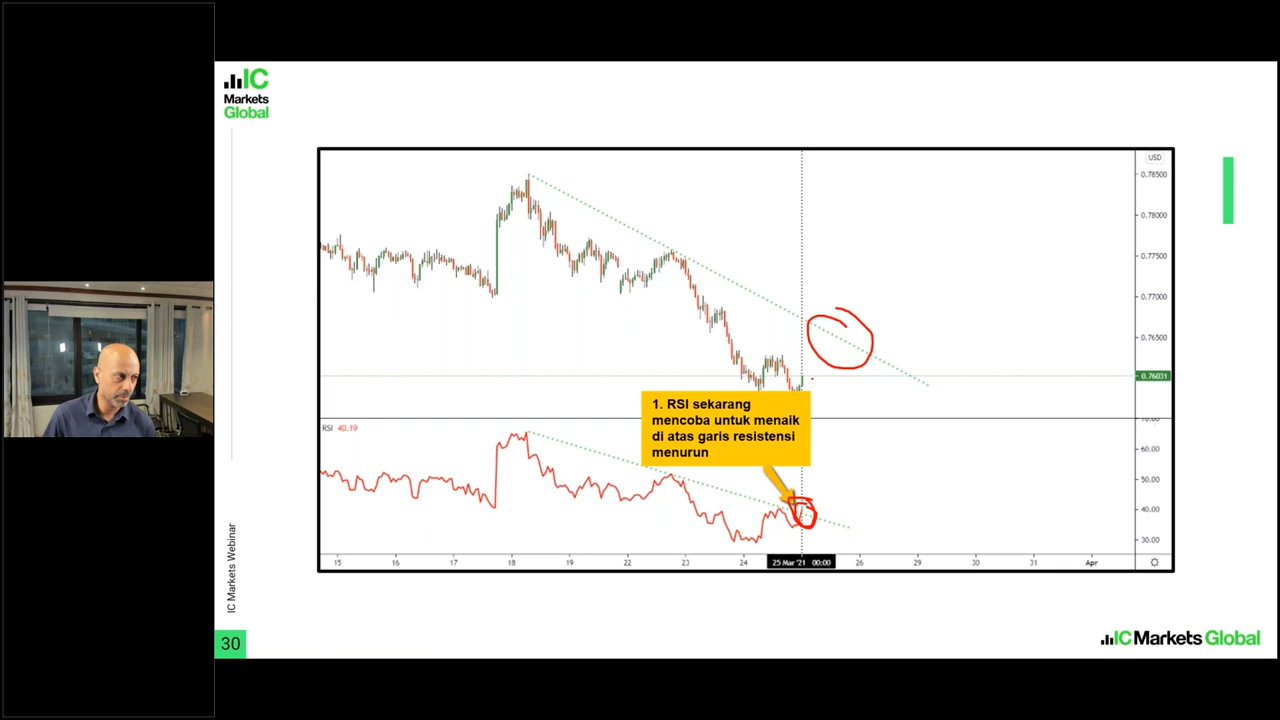 IC
Markets
Global
USD
0.78500
0.78000
0.77500
0.77000
0.76500
0.76031
1. RSI sekarang
mencoba untuk menaik
di atas garis resistensi
menurun
RSI 40.19
60.00
50.00
40.00
30.00
15 16 17 18 19 22 23 24 25 Mar '21 00:00 26 29 30 31 Apr
IC Markets Webinar
30
IC Markets Global